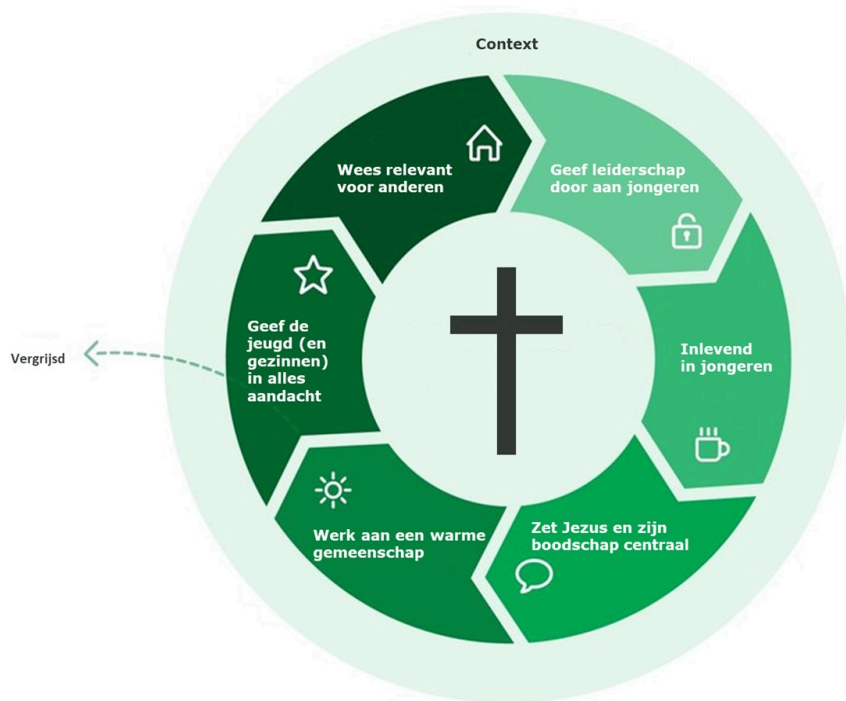 Context
Wees relevant
voor anderen
Geef leiderschap
door aan jongeren
Inlevend
in jongeren
Zet Jezus en zijn
boodschap centraal
Werk aan een warme
gemeenschap
Geef de
jeugd (en
gezinnen)
in alles
aandacht
Vergrijsd